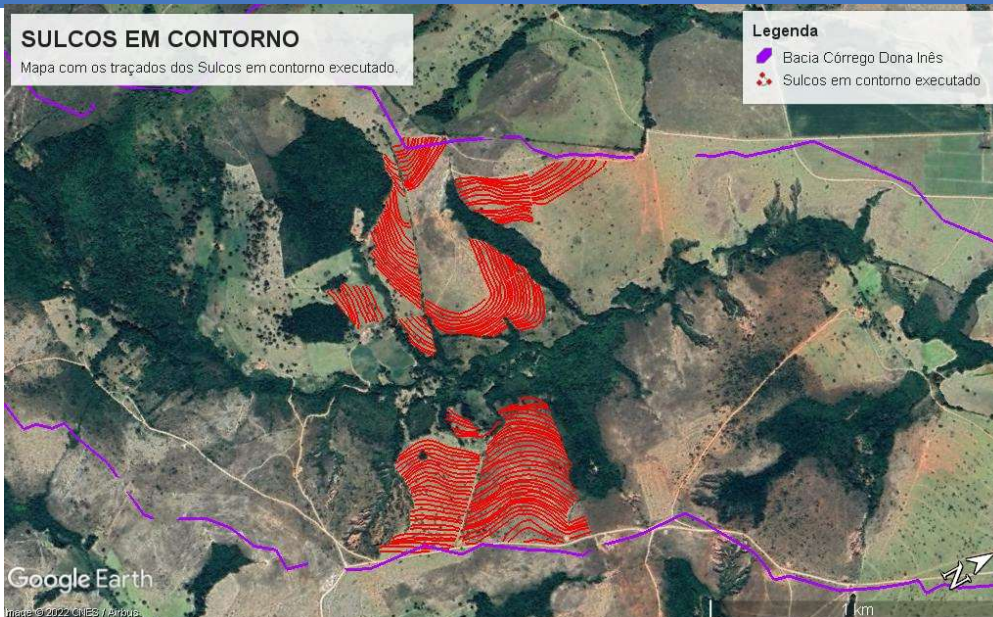 SULCOS EM CONTORNO
Mapa com os traçados dos Sulcos em contorno executado.
Legenda
Bacia Córrego Dona Inês
Sulcos em contorno executado
Google Earth
Image © 2022 CNES / Airbus
1 km
N